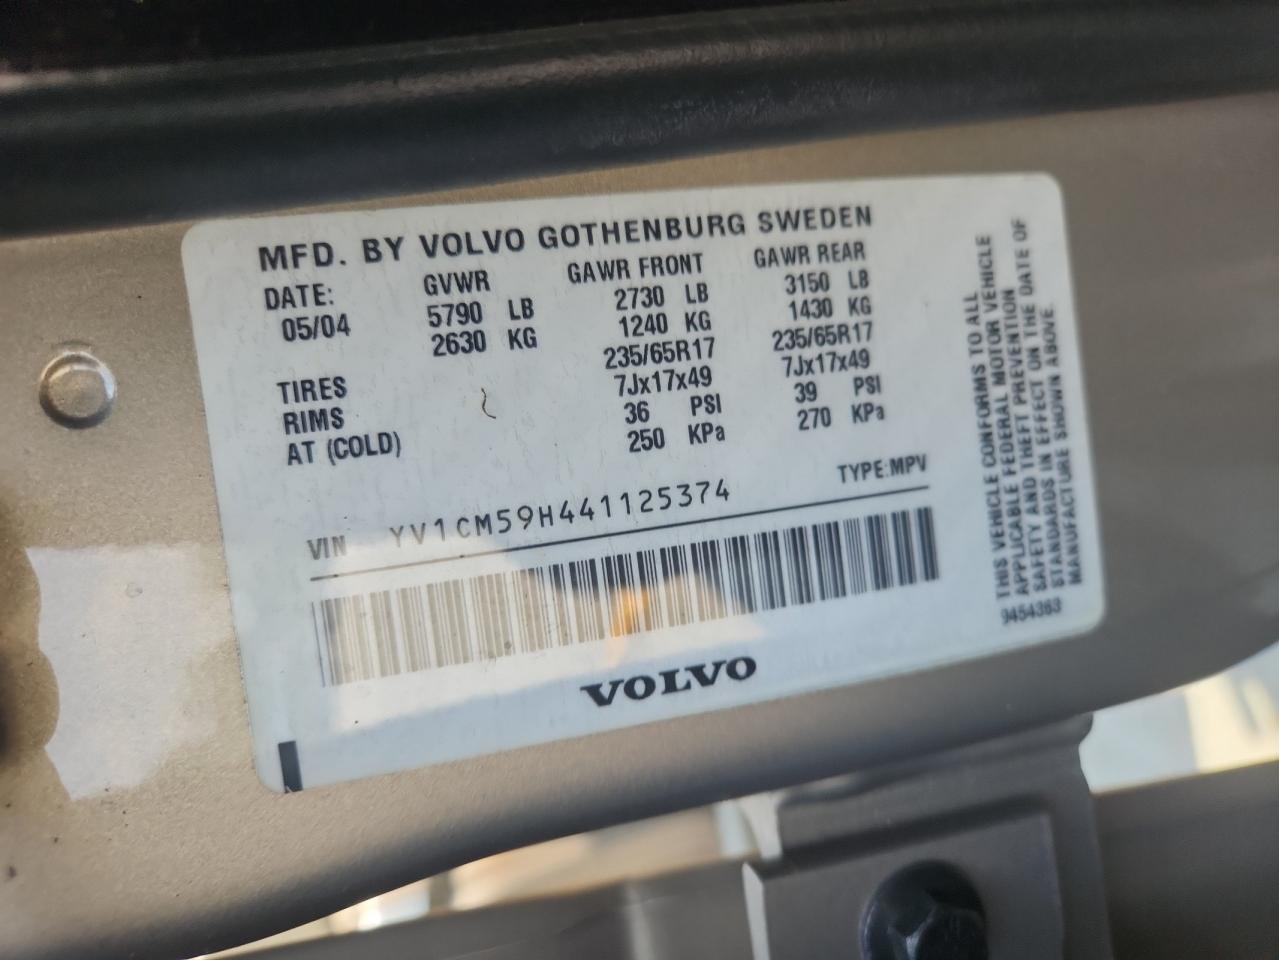 MFD. BY VOLVO GOTHENBURG SWEDEN
DATE: GVWR GAWR FRONT GAWR REAR
05/04 5790 LB 2730 LB 3150 LB
2630 KG 1240 KG 1430 KG
TIRES 235/65R17 235/65R17
RIMS 7Jx17x49 7Jx17x49
AT (COLD) 36 PSI 39 PSI
250 KPa 270 KPa
VIN YV1CM59H441125374 TYPE:MPV
VOLVO
THIS VEHICLE CONFORMS TO ALL
APPLICABLE FEDERAL MOTOR VEHICLE
SAFETY AND THEFT PREVENTION
STANDARDS IN EFFECT ON THE DATE OF
MANUFACTURE SHOWN ABOVE.
9454363